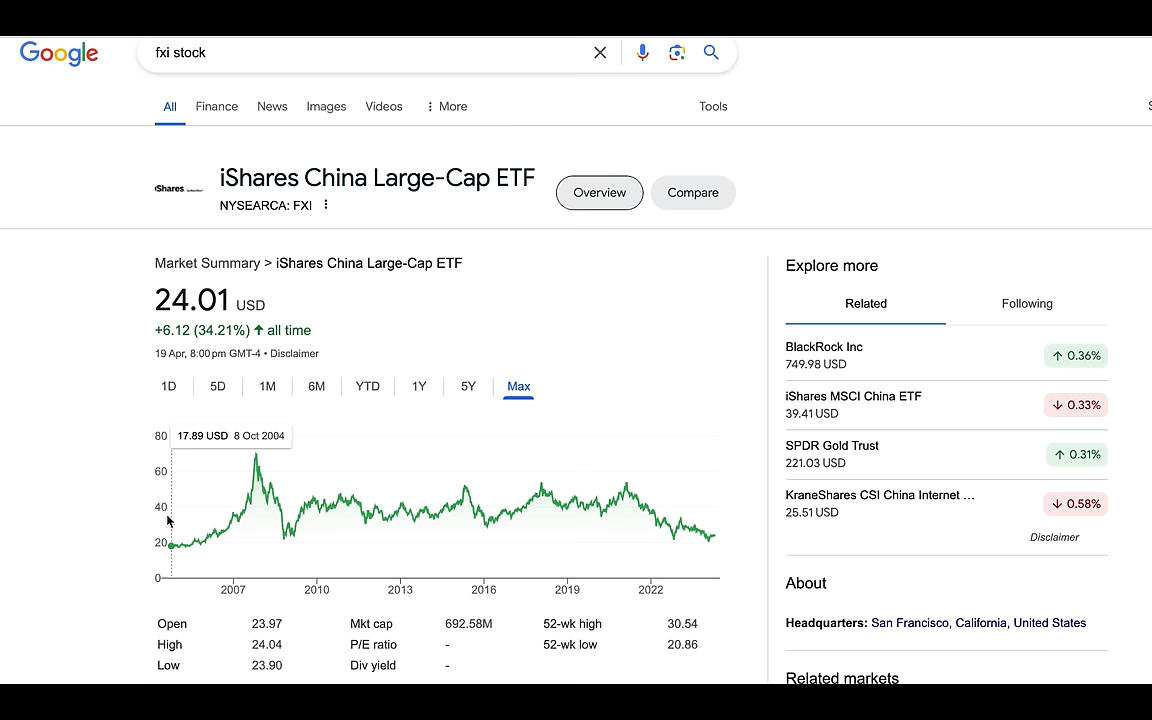 Google
fxi stock
All Finance News Images Videos More Tools
iShares
iShares China Large-Cap ETF
NYSEARCA: FXI
Overview Compare
Market Summary > iShares China Large-Cap ETF
24.01 USD
+6.12 (34.21%) ↑ all time
19 Apr, 8:00 pm GMT-4 • Disclaimer
1D 5D 1M 6M YTD 1Y 5Y Max
17.89 USD 8 Oct 2004
80
60
40
20
0
2007 2010 2013 2016 2019 2022
Open 23.97 Mkt cap 692.58M 52-wk high 30.54
High 24.04 P/E ratio - 52-wk low 20.86
Low 23.90 Div yield -
Explore more
Related Following
BlackRock Inc
749.98 USD
↑ 0.36%
iShares MSCI China ETF
39.41 USD
↓ 0.33%
SPDR Gold Trust
221.03 USD
↑ 0.31%
KraneShares CSI China Internet ...
25.51 USD
↓ 0.58%
Disclaimer
About
Headquarters: San Francisco, California, United States
Related markets